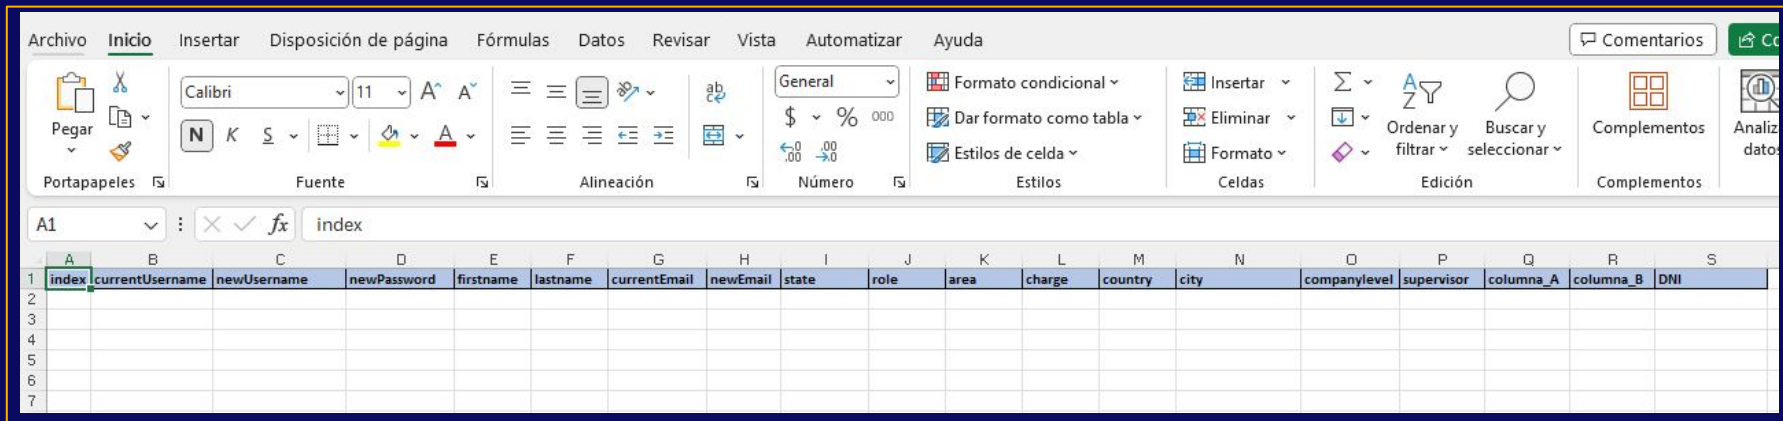 Archivo Inicio Insertar Disposición de página Fórmulas Datos Revisar Vista Automatizar Ayuda Comentarios
Pegar
Portapapeles
Calibri 11
N K S
Fuente
ab
Alineación
General
$ % 000
Número
Formato condicional
Dar formato como tabla
Estilos de celda
Estilos
Insertar
Eliminar
Formato
Celdas
Ordenar y filtrar
Buscar y seleccionar
Edición
Complementos
Complementos
A1 fx index
A B C D E F G H I J K L M N O P Q R S
1 index currentUsername newUsername newPassword firstname lastname currentEmail newEmail state role area charge country city companylevel supervisor columna_A columna_B DNI
2
3
4
5
6
7